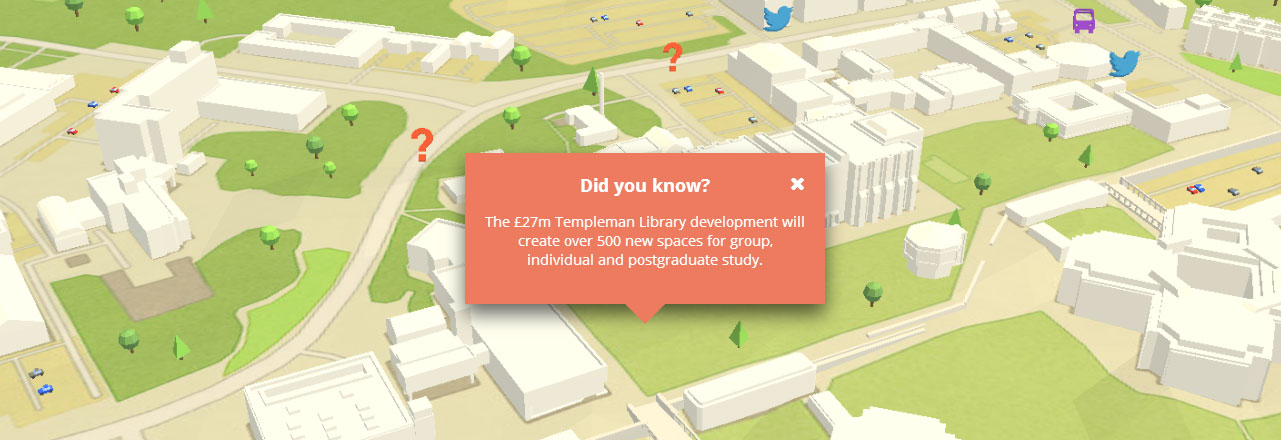 ?
?
Did you know?
The £27m Templeman Library development will
create over 500 new spaces for group,
individual and postgraduate study.